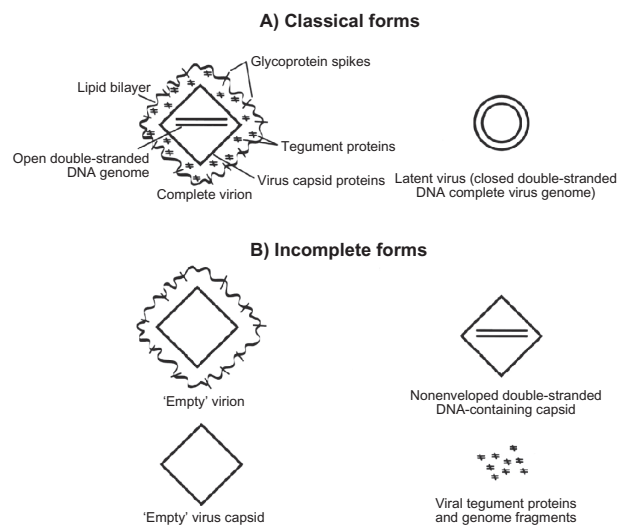 A) Classical forms
Glycoprotein spikes
Lipid bilayer
Tegument proteins
Open double-stranded
DNA genome
Virus capsid proteins
Complete virion
Latent virus (closed double-stranded
DNA complete virus genome)
B) Incomplete forms
‘Empty’ virion
Nonenveloped double-stranded
DNA-containing capsid
‘Empty’ virus capsid
Viral tegument proteins
and genome fragments